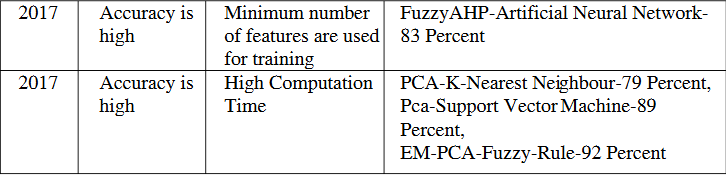 2017
Accuracy is
high
Minimum number
of features are used
for training
FuzzyAHP-Artificial Neural Network-
83 Percent
2017
Accuracy is
high
High Computation
Time
PCA-K-Nearest Neighbour-79 Percent,
Pca-Support Vector Machine-89
Percent,
EM-PCA-Fuzzy-Rule-92 Percent